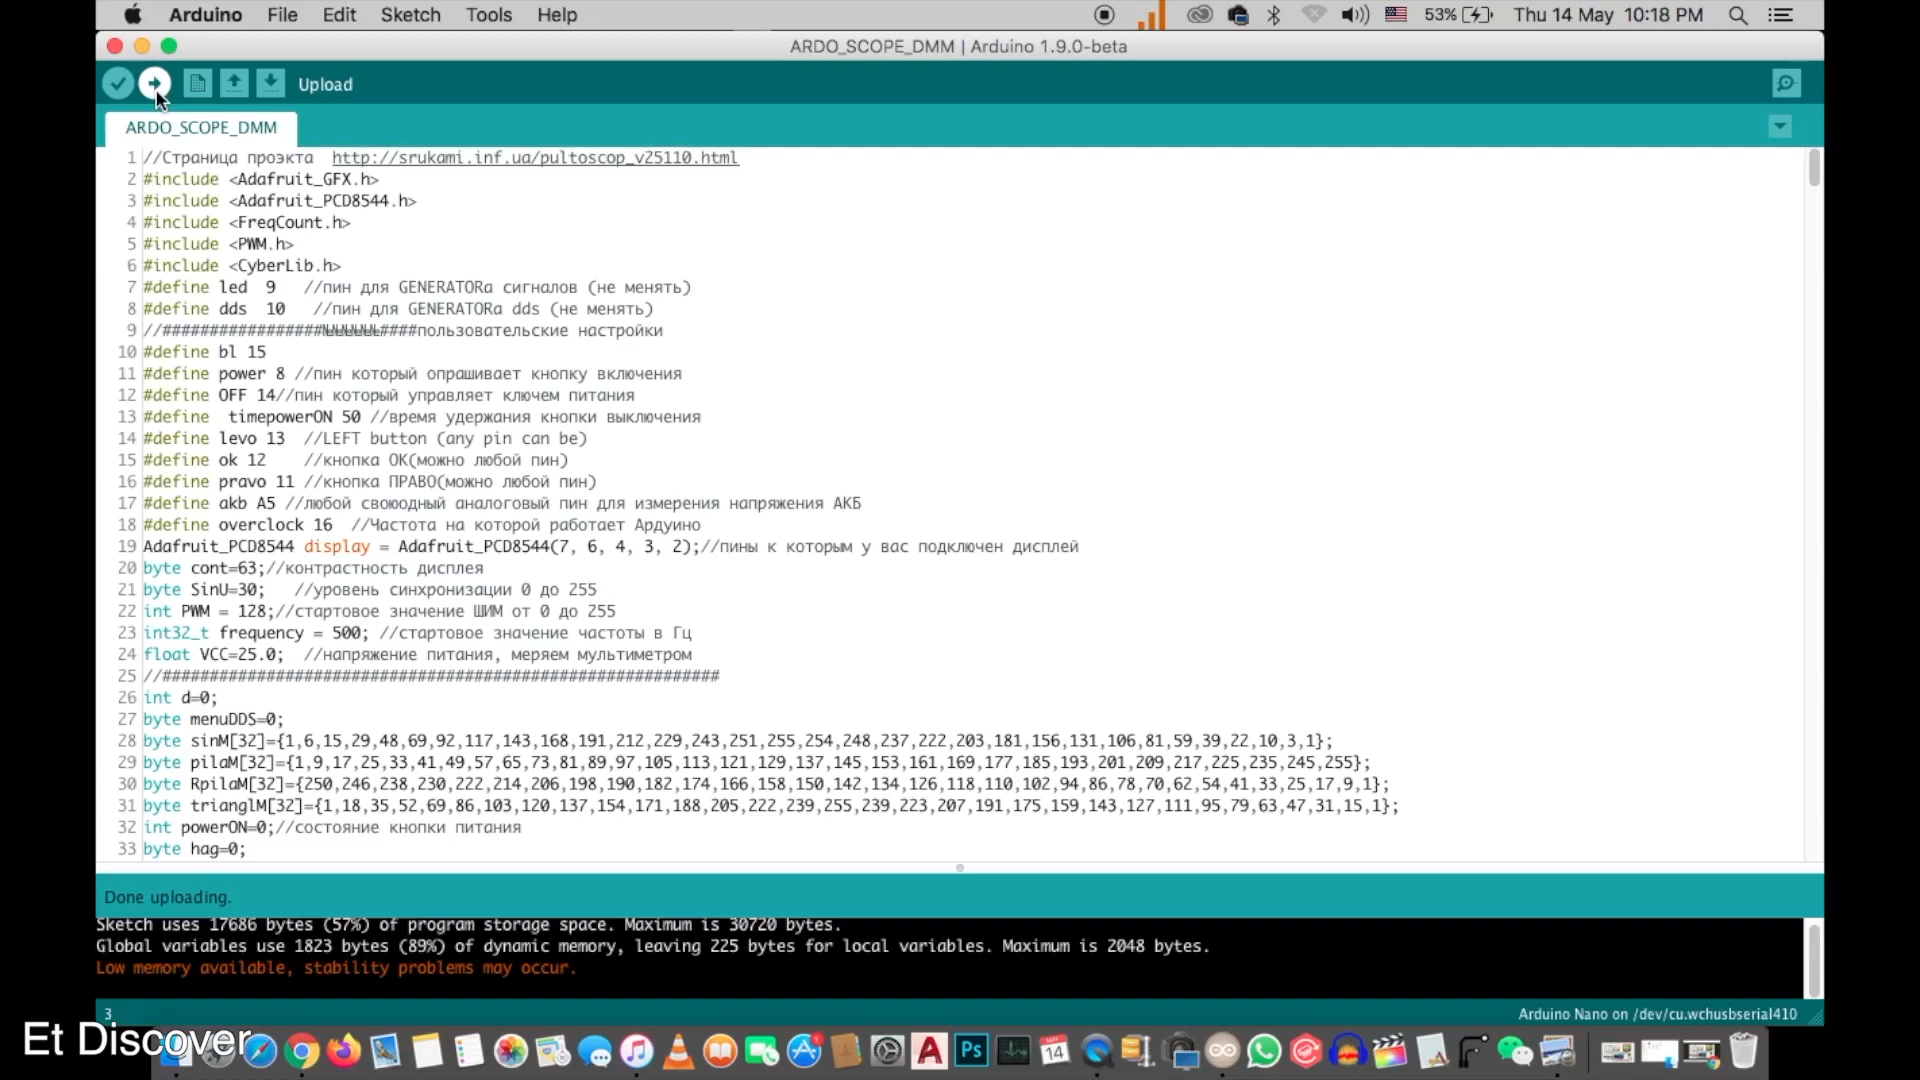 Arduino File Edit Sketch Tools Help 53% Thu 14 May 10:18 PM
ARDO_SCOPE_DMM | Arduino 1.9.0-beta
Upload
ARDO_SCOPE_DMM
1 //Страница проэкта http://srukami.inf.ua/pultoscop_v25110.html
2 #include <Adafruit_GFX.h>
3 #include <Adafruit_PCD8544.h>
4 #include <FreqCount.h>
5 #include <PWM.h>
6 #include <CyberLib.h>
7 #define led 9 //пин для GENERATORа сигналов (не менять)
8 #define dds 10 //пин для GENERATORа dds (не менять)
9 //#################№№№№№№####пользовательские настройки
10 #define bl 15
11 #define power 8 //пин который опрашивает кнопку включения
12 #define OFF 14//пин который управляет ключем питания
13 #define timepowerON 50 //время удержания кнопки выключения
14 #define levo 13 //LEFT button (any pin can be)
15 #define ok 12 //кнопка ОК(можно любой пин)
16 #define pravo 11 //кнопка ПРАВО(можно любой пин)
17 #define akb A5 //любой своюодный аналоговый пин для измерения напряжения АКБ
18 #define overclock 16 //Частота на которой работает Ардуино
19 Adafruit_PCD8544 display = Adafruit_PCD8544(7, 6, 4, 3, 2);//пины к которым у вас подключен дисплей
20 byte cont=63;//контрастность дисплея
21 byte SinU=30; //уровень синхронизации 0 до 255
22 int PWM = 128;//стартовое значение ШИМ от 0 до 255
23 int32_t frequency = 500; //стартовое значение частоты в Гц
24 float VCC=25.0; //напряжение питания, меряем мультиметром
25 //###########################################################
26 int d=0;
27 byte menuDDS=0;
28 byte sinM[32]={1,6,15,29,48,69,92,117,143,168,191,212,229,243,251,255,254,248,237,222,203,181,156,131,106,81,59,39,22,10,3,1};
29 byte pilaM[32]={1,9,17,25,33,41,49,57,65,73,81,89,97,105,113,121,129,137,145,153,161,169,177,185,193,201,209,217,225,235,245,255};
30 byte RpilaM[32]={250,246,238,230,222,214,206,198,190,182,174,166,158,150,142,134,126,118,110,102,94,86,78,70,62,54,41,33,25,17,9,1};
31 byte trianglM[32]={1,18,35,52,69,86,103,120,137,154,171,188,205,222,239,255,239,223,207,191,175,159,143,127,111,95,79,63,47,31,15,1};
32 int powerON=0;//состояние кнопки питания
33 byte hag=0;
Done uploading.
Sketch uses 17686 bytes (57%) of program storage space. Maximum is 30720 bytes.
Global variables use 1823 bytes (89%) of dynamic memory, leaving 225 bytes for local variables. Maximum is 2048 bytes.
Low memory available, stability problems may occur.
3 Arduino Nano on /dev/cu.wchusbserial410
Et Discover
Ps
14